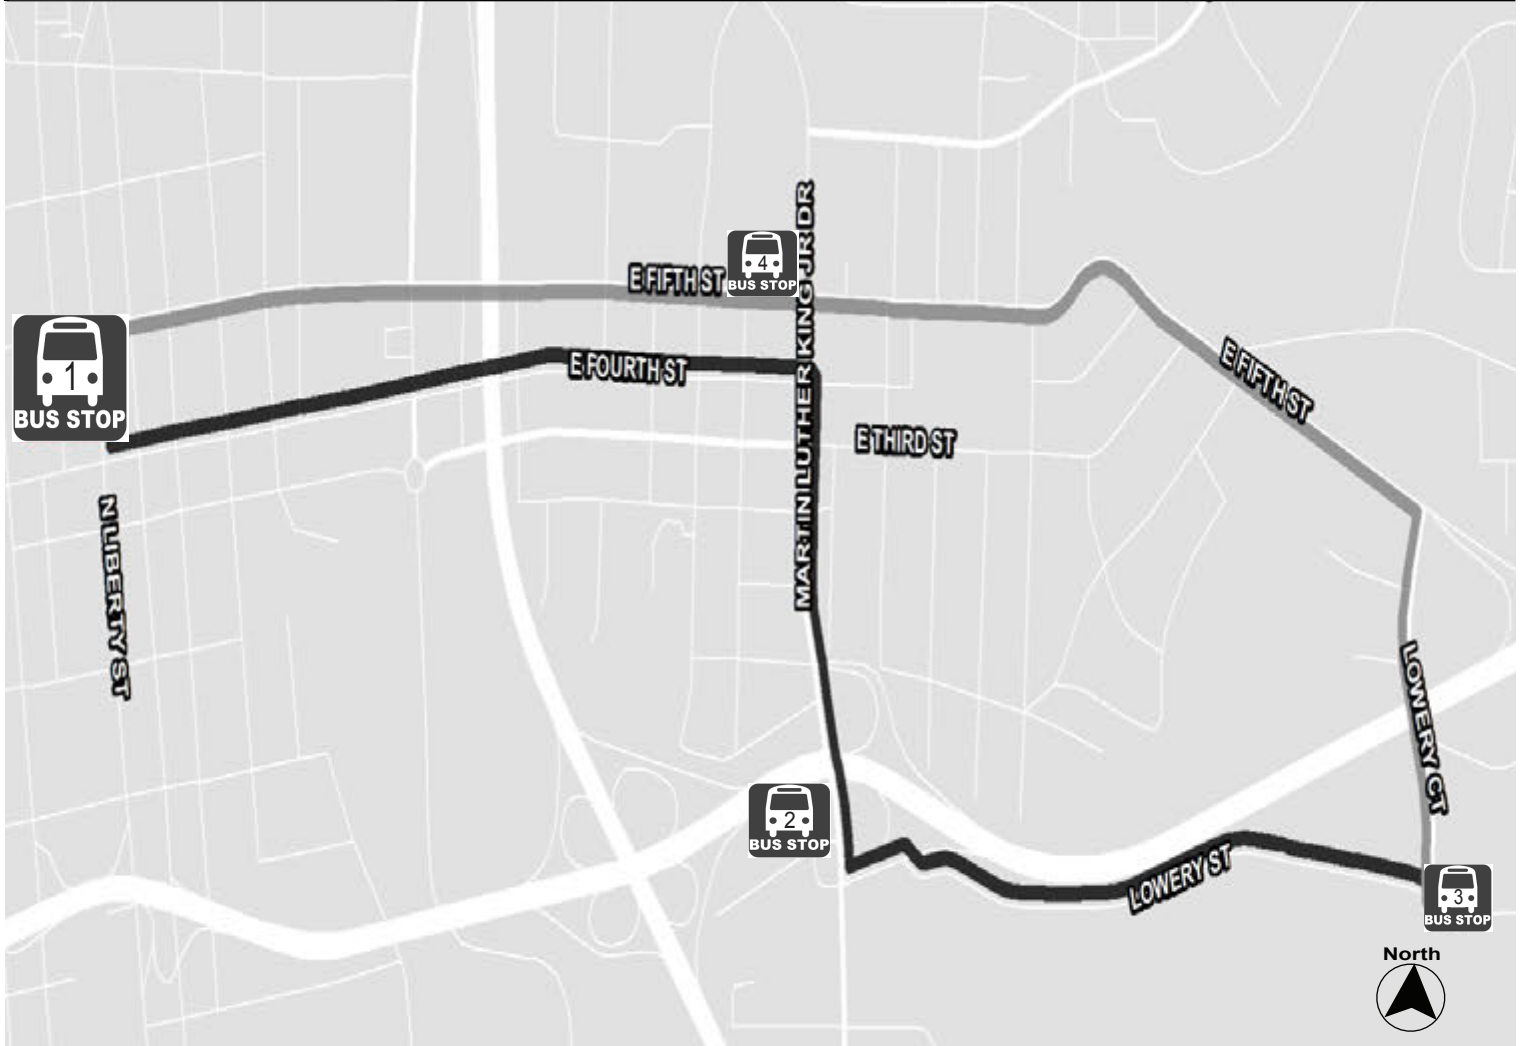 MARTIN LUTHER KING JR DR
4
BUS STOP
E FIFTH ST
1
BUS STOP
E FOURTH ST
E FIFTH ST
E THIRD ST
N LIBERTY ST
LOWERY CT
2
BUS STOP
LOWERY ST
3
BUS STOP
North